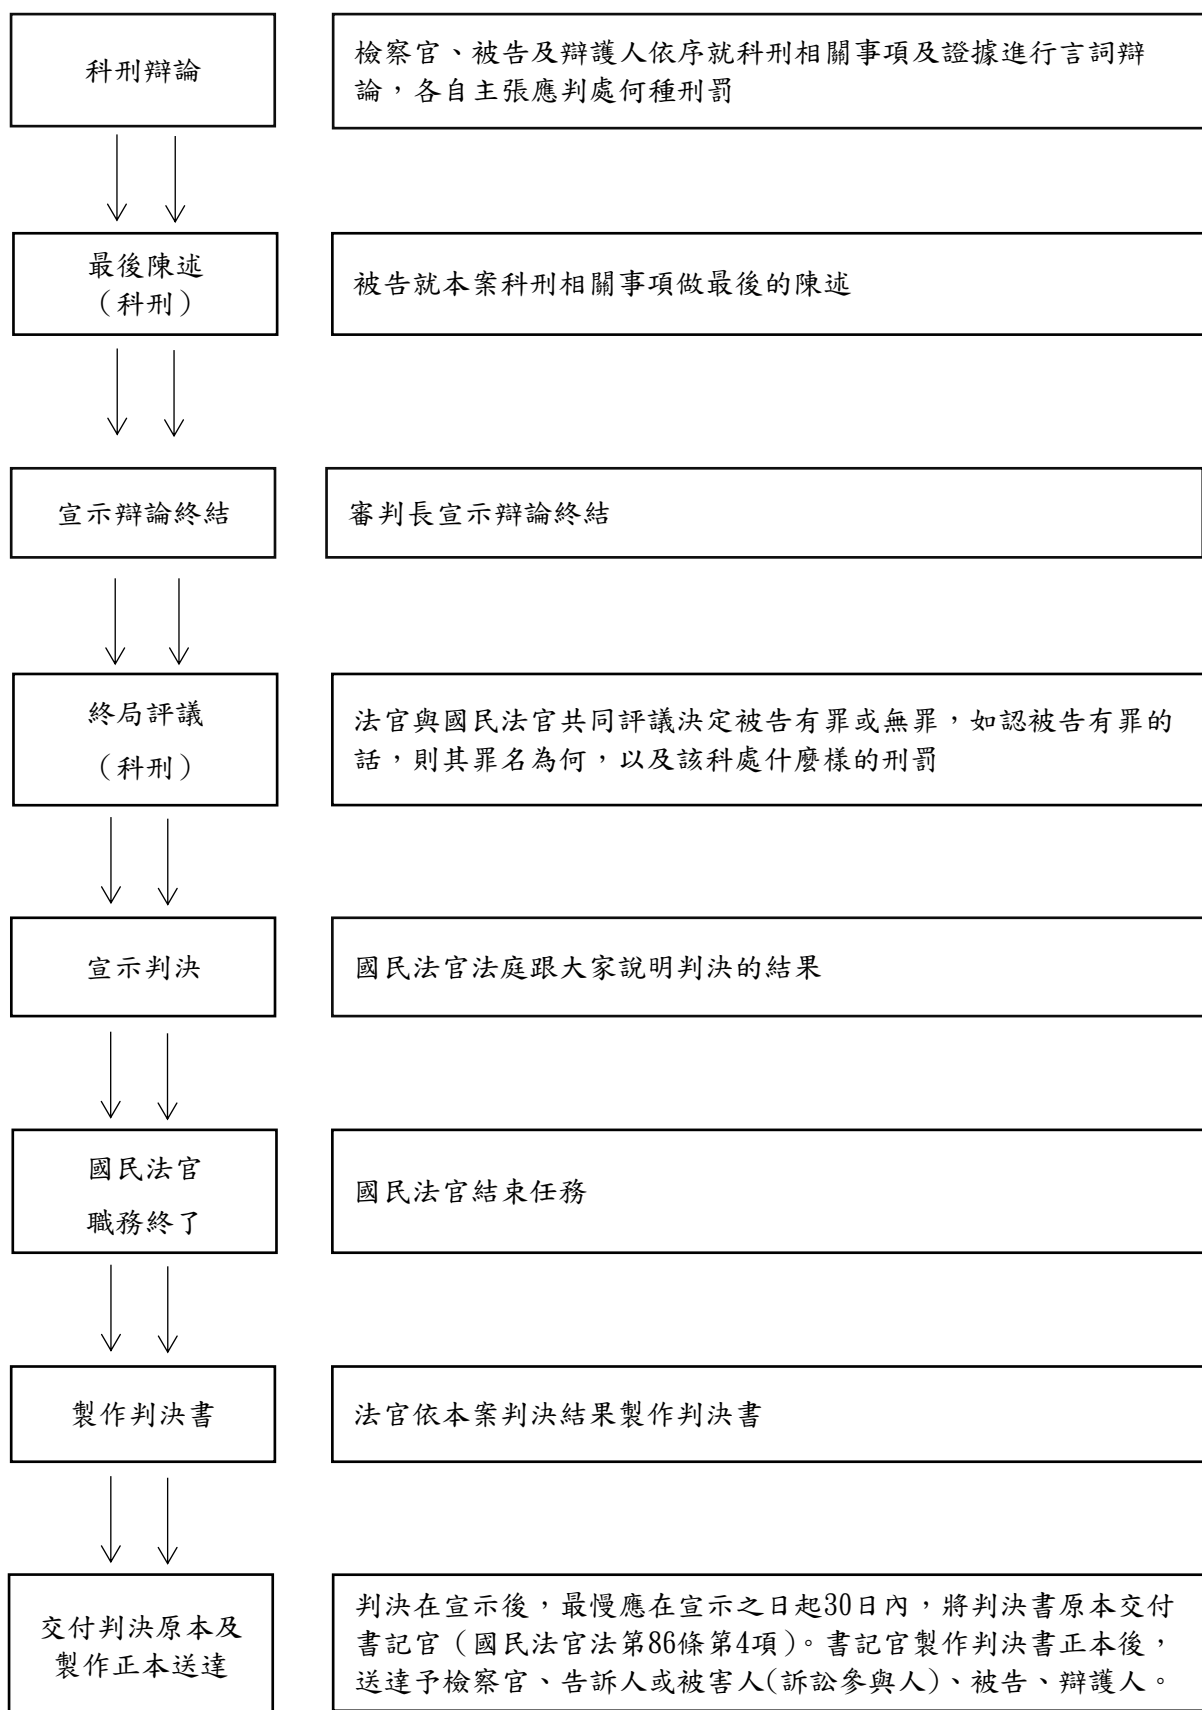 科刑辯論
檢察官、被告及辯護人依序就科刑相關事項及證據進行言詞辯
論，各自主張應判處何種刑罰
最後陳述
（科刑）
被告就本案科刑相關事項做最後的陳述
宣示辯論終結
審判長宣示辯論終結
終局評議
（科刑）
法官與國民法官共同評議決定被告有罪或無罪，如認被告有罪的
話，則其罪名為何，以及該科處什麼樣的刑罰
宣示判決
國民法官法庭跟大家說明判決的結果
國民法官
職務終了
國民法官結束任務
製作判決書
法官依本案判決結果製作判決書
交付判決原本及
製作正本送達
判決在宣示後，最慢應在宣示之日起30日內，將判決書原本交付
書記官（國民法官法第86條第4項）。書記官製作判決書正本後，
送達予檢察官、告訴人或被害人(訴訟參與人)、被告、辯護人。